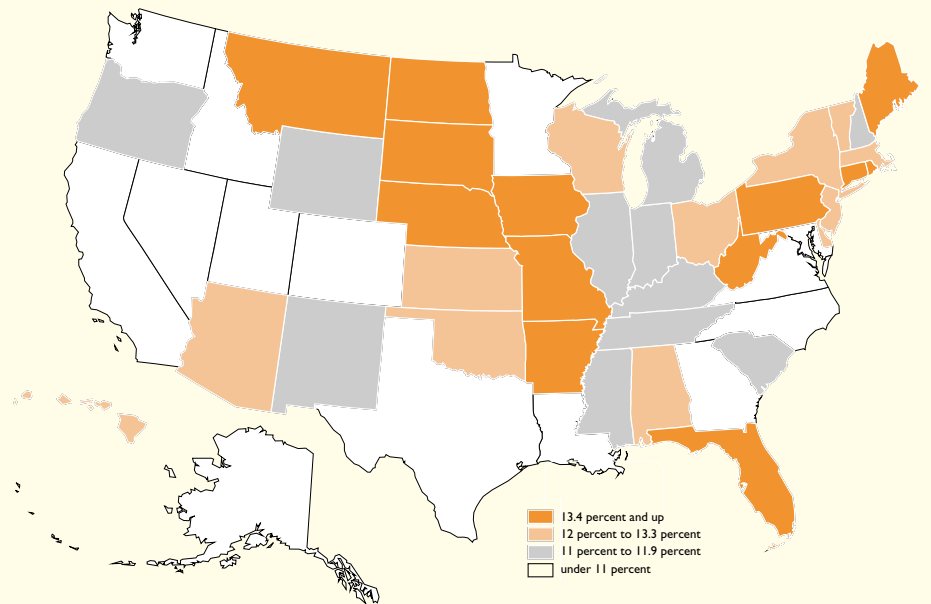 13.4 percent and up
12 percent to 13.3 percent
11 percent to 11.9 percent
under 11 percent